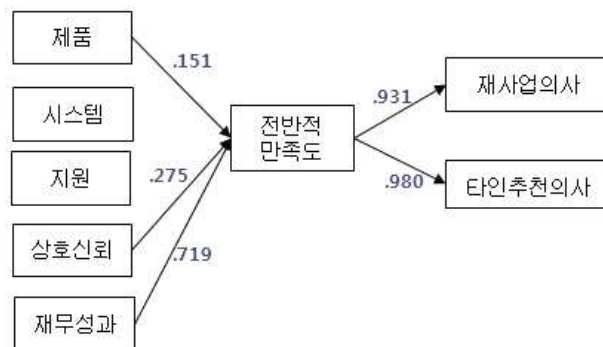 제품
.151
시스템
지원
.275
상호신뢰
.719
재무성과
전반적
만족도
.931
재사업의사
.980
타인추천의사